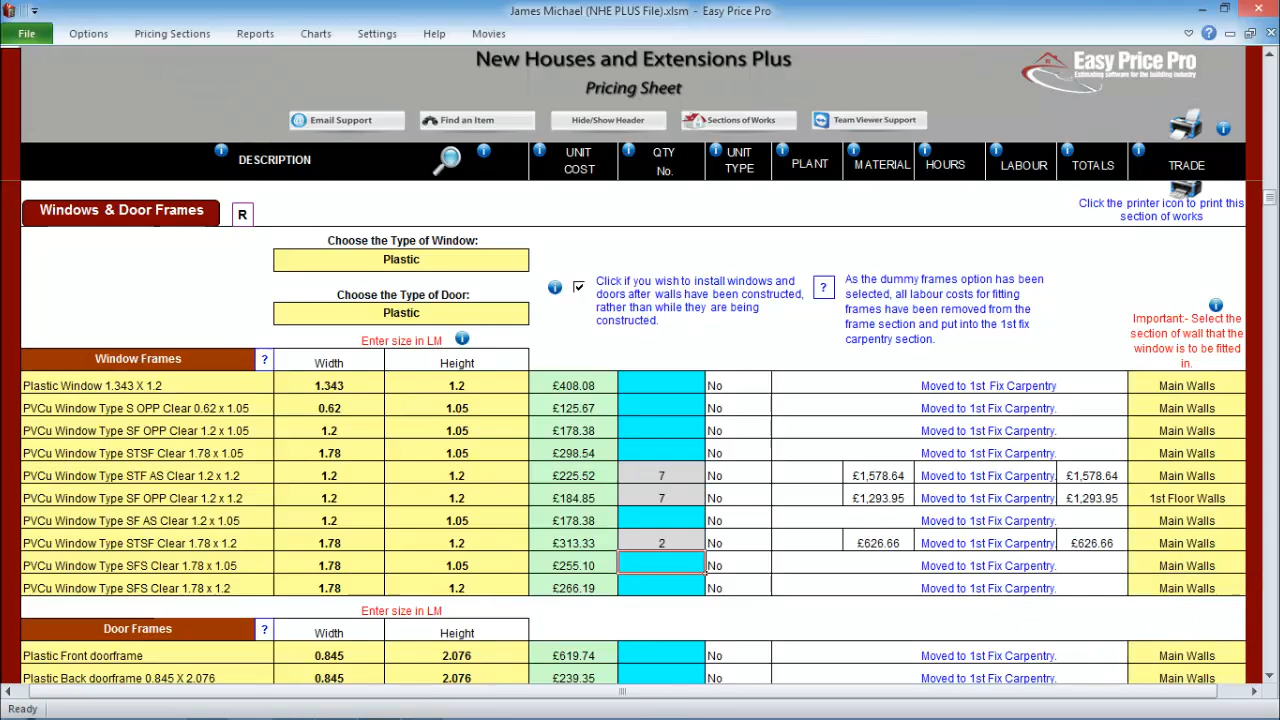 James Michael (NHE PLUS File).xlsm - Easy Price Pro
File Options Pricing Sections Reports Charts Settings Help Movies
New Houses and Extensions Plus
Pricing Sheet
Easy Price Pro
Estimating software for the building industry
Email Support Find an Item Hide/Show Header Sections of Works Team Viewer Support
DESCRIPTION UNIT COST QTY No. UNIT TYPE PLANT MATERIAL HOURS LABOUR TOTALS TRADE
Windows & Door Frames R
Click the printer icon to print this
section of works
Choose the Type of Window:
Plastic
Choose the Type of Door:
Plastic
Click if you wish to install windows and
doors after walls have been constructed,
rather than while they are being
constructed.
?
As the dummy frames option has been
selected, all labour costs for fitting
frames have been removed from the
frame section and put into the 1st fix
carpentry section.
Important:- Select the
section of wall that the
window is to be fitted
in.
Enter size in LM
Window Frames ? Width Height
Plastic Window 1.343 X 1.2 1.343 1.2 £408.08 No Moved to 1st Fix Carpentry Main Walls
PVCu Window Type S OPP Clear 0.62 x 1.05 0.62 1.05 £125.67 No Moved to 1st Fix Carpentry. Main Walls
PVCu Window Type SF OPP Clear 1.2 x 1.05 1.2 1.05 £178.38 No Moved to 1st Fix Carpentry. Main Walls
PVCu Window Type STSF Clear 1.78 x 1.05 1.78 1.05 £298.54 No Moved to 1st Fix Carpentry. Main Walls
PVCu Window Type STF AS Clear 1.2 x 1.2 1.2 1.2 £225.52 7 No £1,578.64 Moved to 1st Fix Carpentry. £1,578.64 Main Walls
PVCu Window Type SF OPP Clear 1.2 x 1.2 1.2 1.2 £184.85 7 No £1,293.95 Moved to 1st Fix Carpentry. £1,293.95 1st Floor Walls
PVCu Window Type SF AS Clear 1.2 x 1.05 1.2 1.05 £178.38 No Moved to 1st Fix Carpentry. Main Walls
PVCu Window Type STSF Clear 1.78 x 1.2 1.78 1.2 £313.33 2 No £626.66 Moved to 1st Fix Carpentry. £626.66 Main Walls
PVCu Window Type SFS Clear 1.78 x 1.05 1.78 1.05 £255.10 No Moved to 1st Fix Carpentry. Main Walls
PVCu Window Type SFS Clear 1.78 x 1.2 1.78 1.2 £266.19 No Moved to 1st Fix Carpentry. Main Walls
Enter size in LM
Door Frames ? Width Height
Plastic Front doorframe 0.845 2.076 £619.74 No Moved to 1st Fix Carpentry. Main Walls
Plastic Back doorframe 0.845 X 2.076 0.845 2.076 £239.35 No Moved to 1st Fix Carpentry. Main Walls
Ready